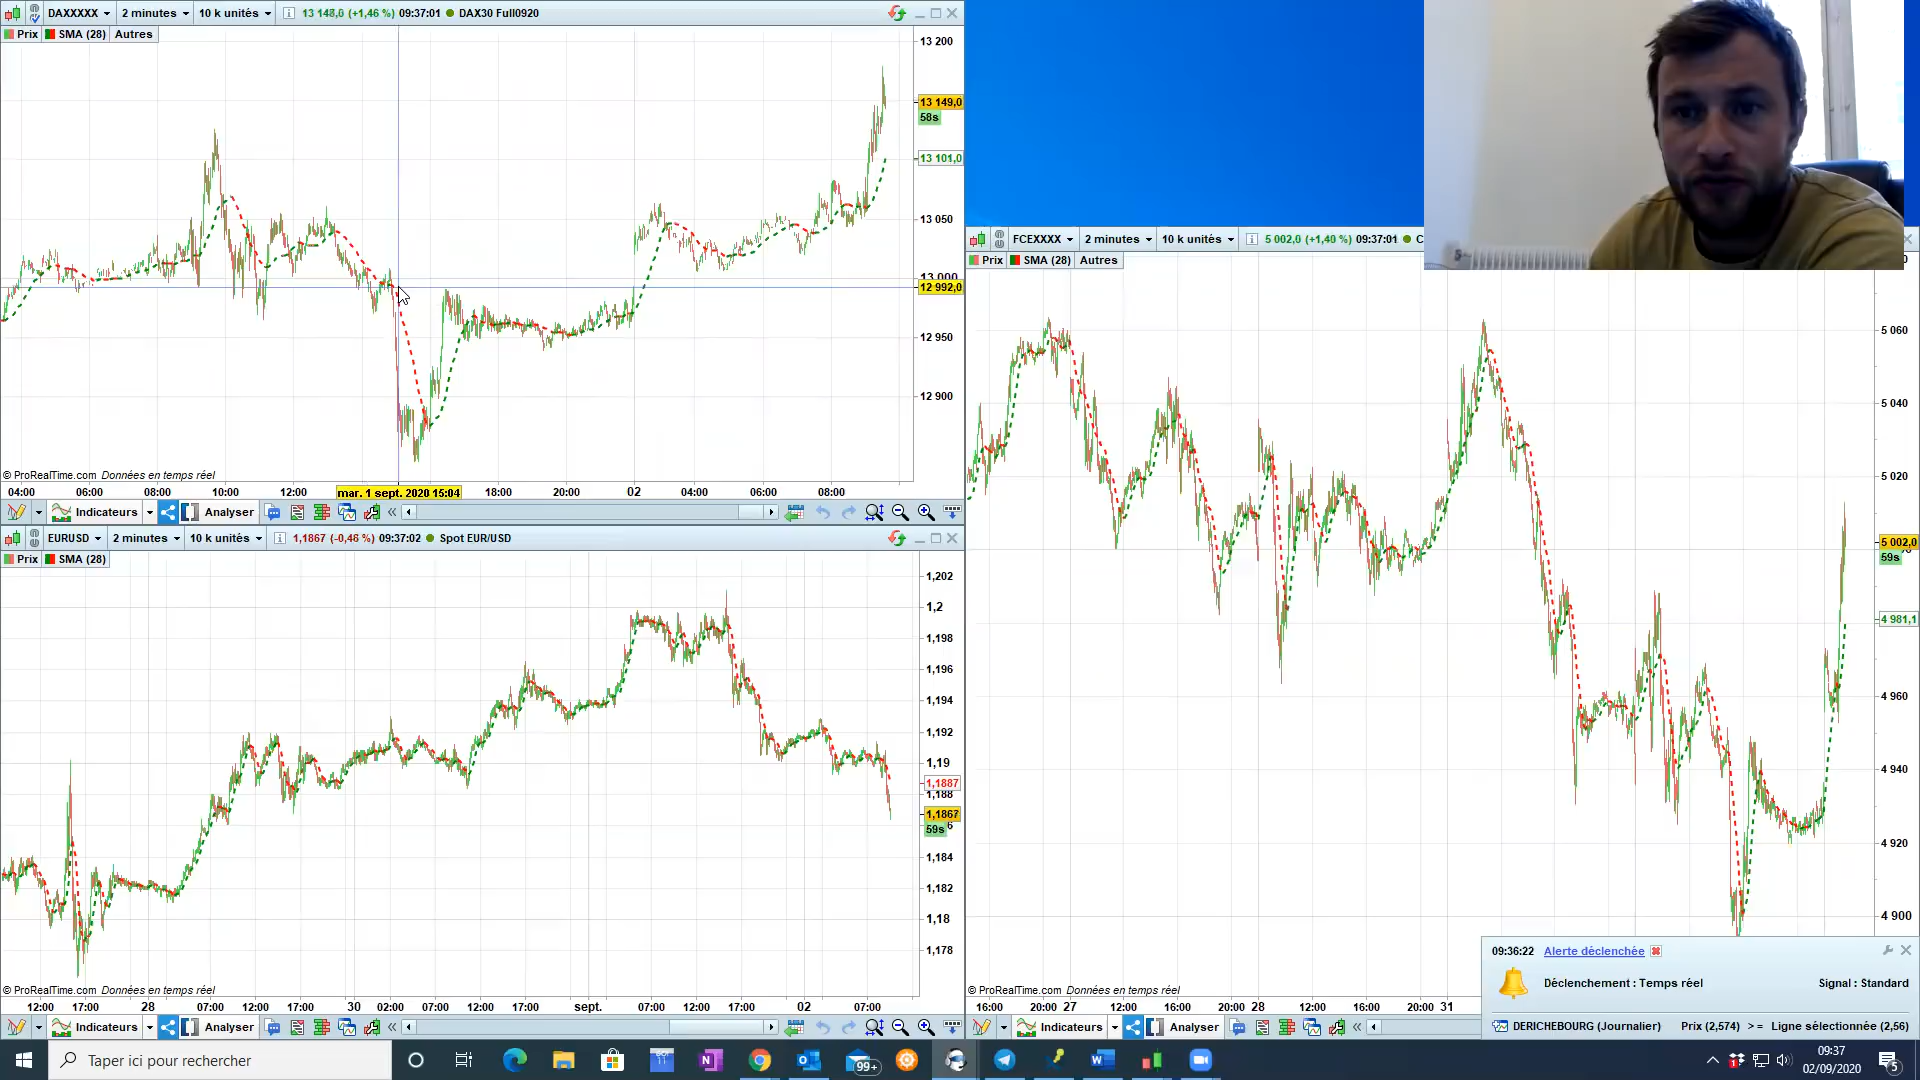 DAXXXXX 2 minutes 10 k unités 13 148,0 (+1,46 %) 09:37:01 DAX30 Full0920
Prix SMA (28) Autres
13 200
13 149,0
58s
13 101,0
13 050
13 000
12 992,0
12 950
12 900
© ProRealTime.com Données en temps réel
04:00 06:00 08:00 10:00 12:00 mar. 1 sept. 2020 15:04 18:00 20:00 02 04:00 06:00 08:00
Indicateurs Analyser
EURUSD 2 minutes 10 k unités 1,1867 (-0,46 %) 09:37:02 Spot EUR/USD
Prix SMA (28)
1,202
1,2
1,198
1,196
1,194
1,192
1,19
1,1887
1,188
1,1867
59s 6
1,184
1,182
1,18
1,178
© ProRealTime.com Données en temps réel
12:00 17:00 28 07:00 12:00 17:00 30 02:00 07:00 12:00 17:00 sept. 07:00 12:00 17:00 02 07:00
Indicateurs Analyser
FCEXXXX 2 minutes 10 k unités 5 002,0 (+1,40 %) 09:37:01 C
Prix SMA (28) Autres
5 060
5 040
5 020
5 002,0
59s
4 981,1
4 960
4 940
4 920
4 900
© ProRealTime.com Données en temps réel
16:00 20:00 27 12:00 16:00 20:00 28 12:00 16:00 20:00 31
Indicateurs Analyser
09:36:22 Alerte déclenchée
Déclenchement : Temps réel Signal : Standard
DERICHEBOURG (Journalier) Prix (2,574) > = Ligne sélectionnée (2,56)
Taper ici pour rechercher
99+
09:37
02/09/2020
5